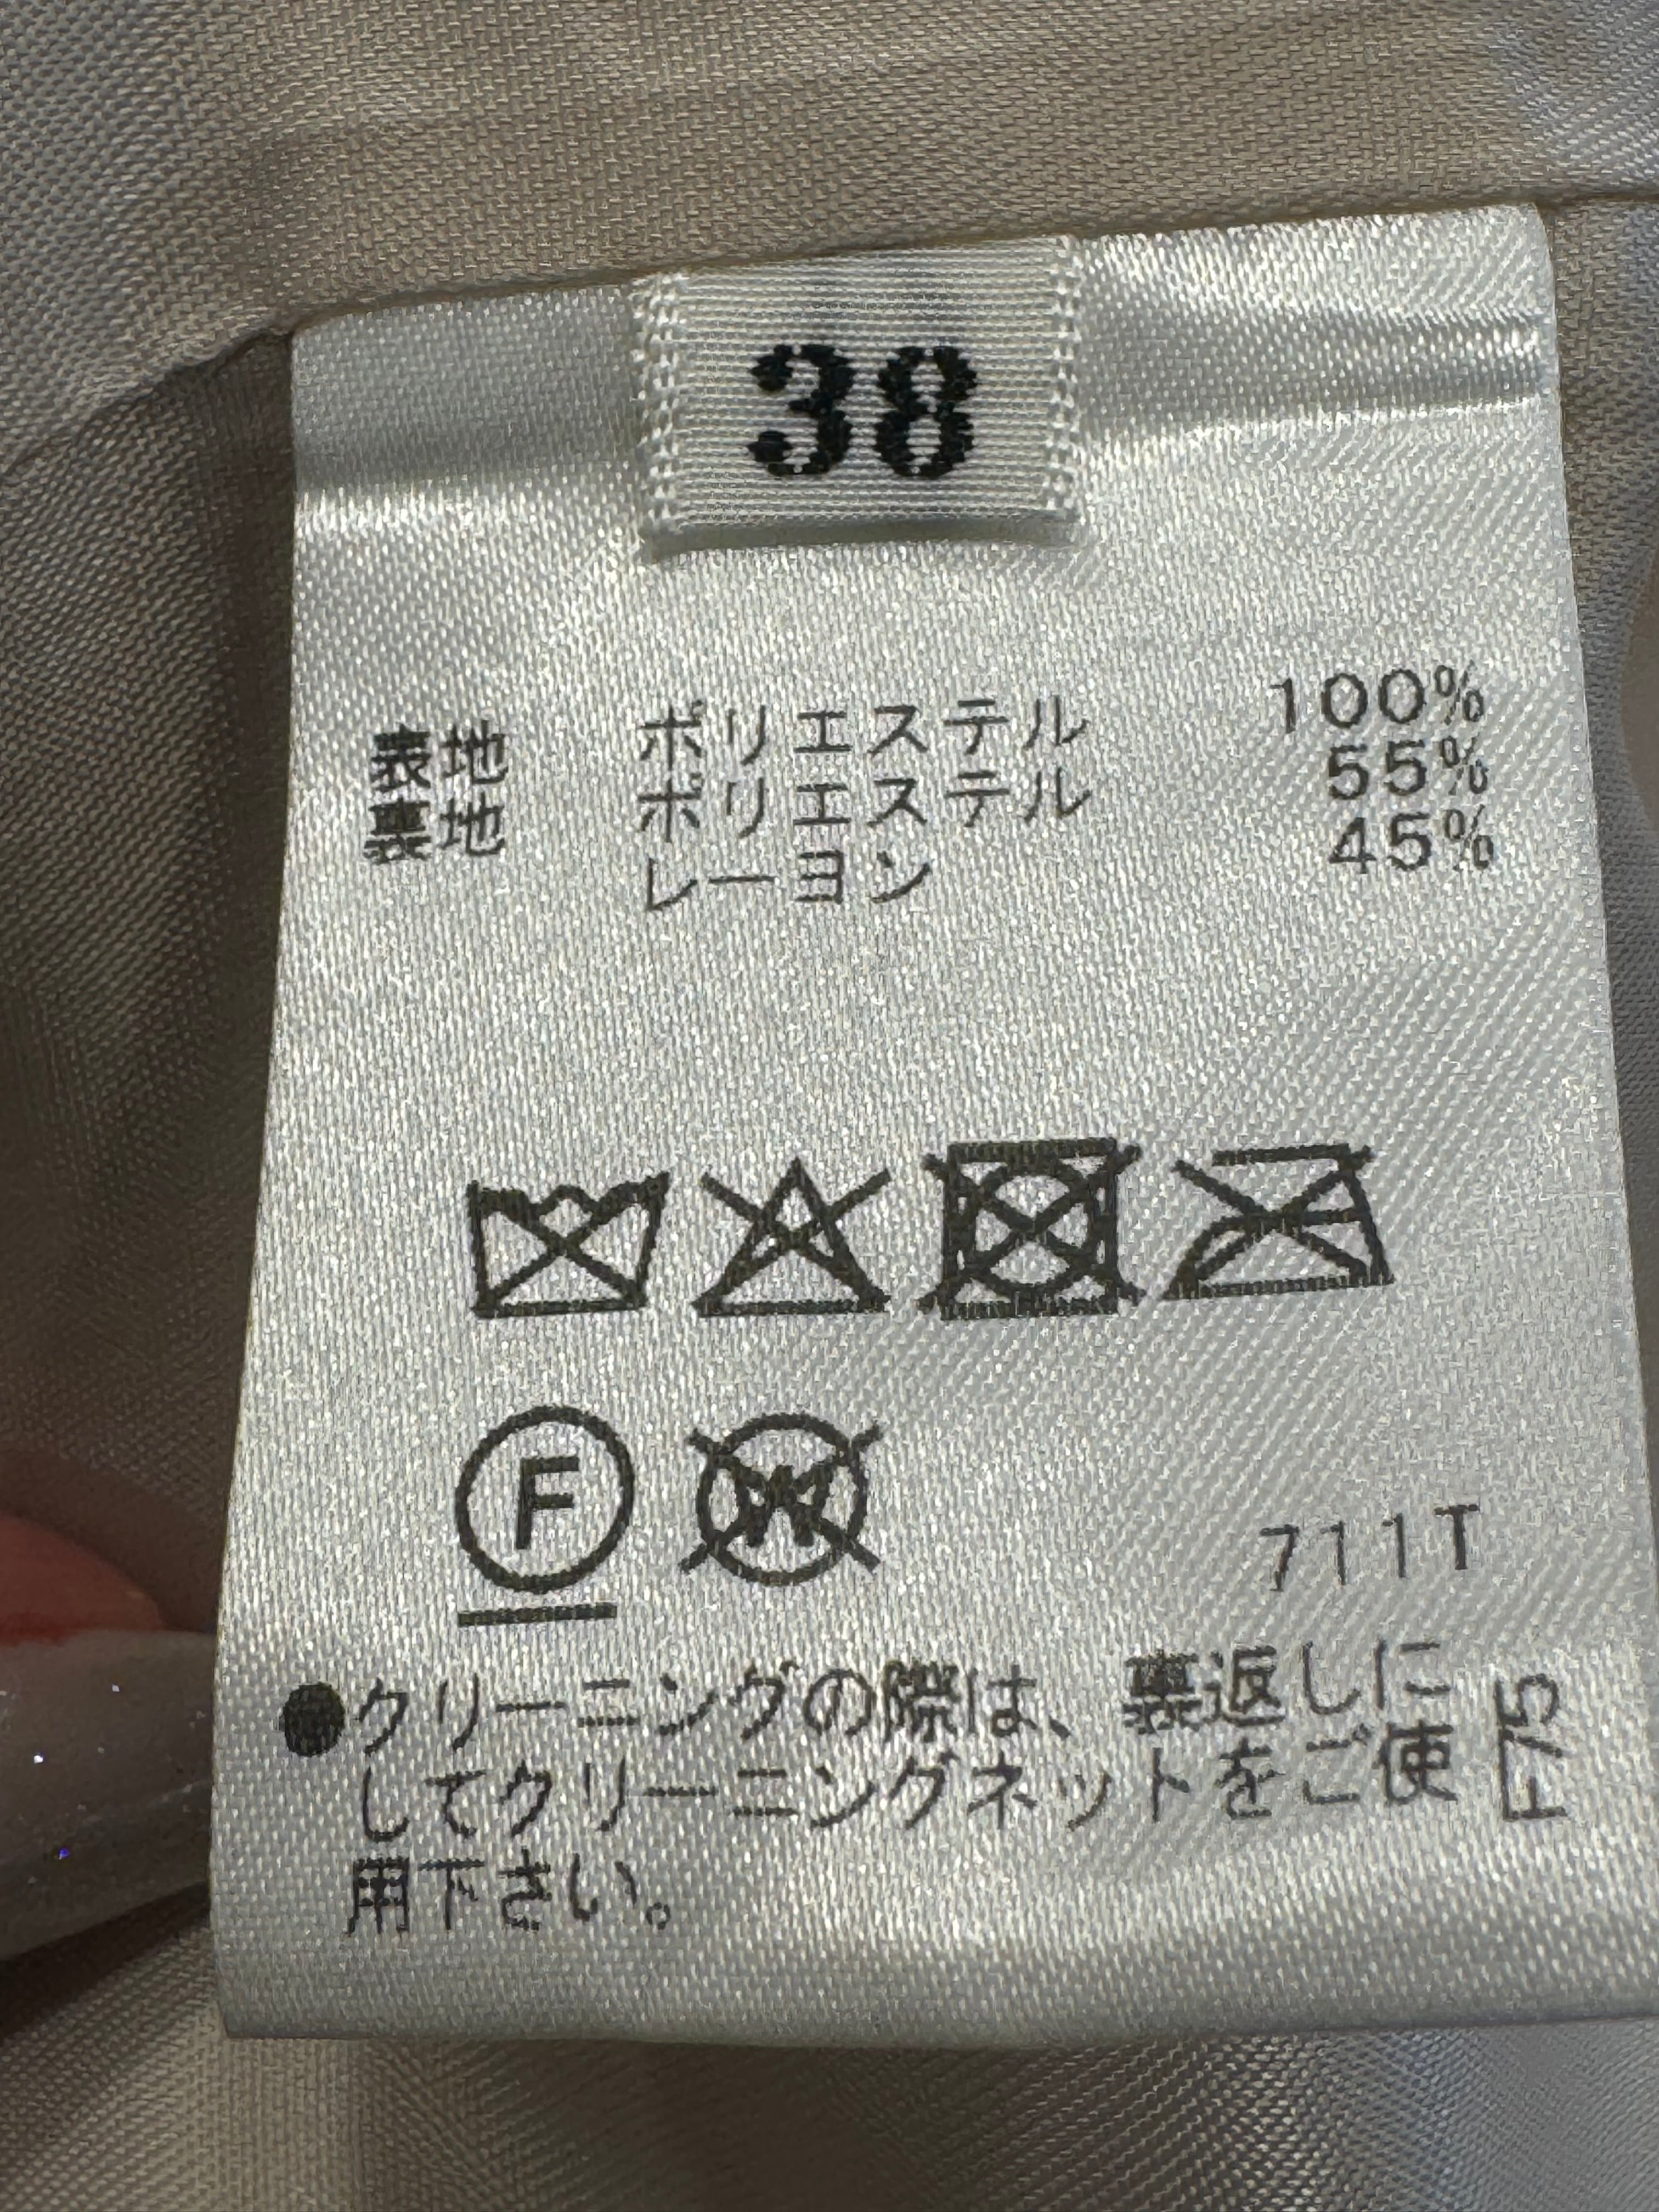 38
表地 ポリエステル 100%
裏地 ポリエステル 55%
レーヨン 45%
F
W
711T
●クリーニングの際は、裏返しに
してクリーニングネットをご使
用下さい。
F75